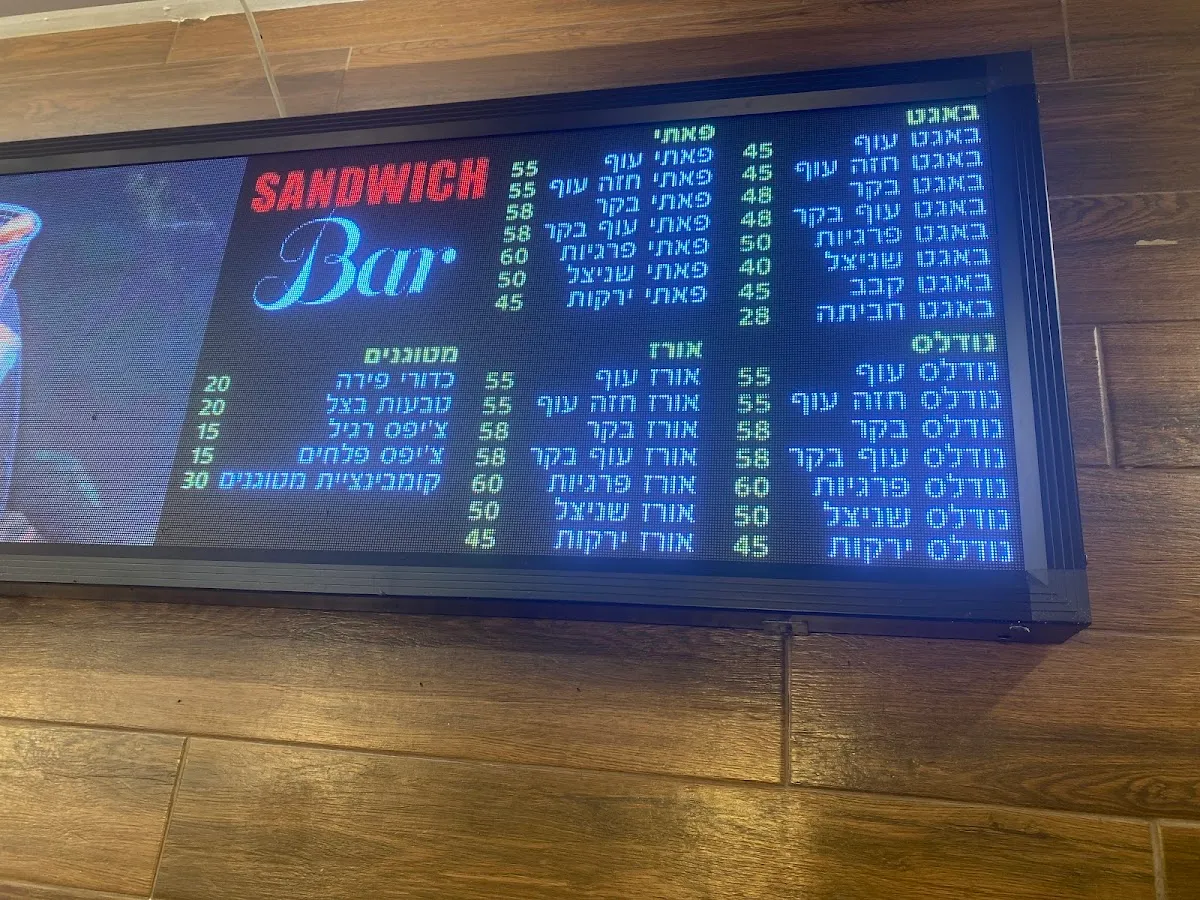 באגט
באגט עוף 45
באגט חזה עוף 45
באגט בקר 48
באגט עוף בקר 48
באגט פרגיות 50
באגט שניצל 40
באגט קבב 45
באגט חביתה 28
נודלס
נודלס עוף 55
נודלס חזה עוף 55
נודלס בקר 58
נודלס עוף בקר 58
נודלס פרגיות 60
נודלס שניצל 50
נודלס ירקות 45
פאתי
פאתי עוף 55
פאתי חזה עוף 55
פאתי בקר 58
פאתי עוף בקר 58
פאתי פרגיות 60
פאתי שניצל 50
פאתי ירקות 45
אורז
אורז עוף 55
אורז חזה עוף 55
אורז בקר 58
אורז עוף בקר 58
אורז פרגיות 60
אורז שניצל 50
אורז ירקות 45
SANDWICH
Bar
מטוגנים
כדורי פירה 20
טבעות בצל 20
צ'יפס רגיל 15
צ'יפס פלחים 15
קומבינציית מטוגנים 30